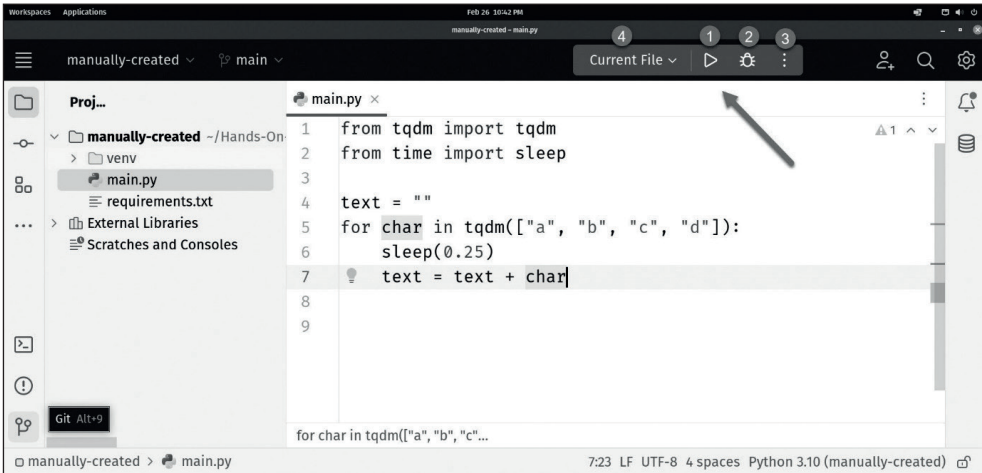 Workspaces Applications Feb 26 10:42 PM
manually-created – main.py
4 1 2 3
manually-created main Current File
Proj...
manually-created ~/Hands-On-
venv
main.py
requirements.txt
External Libraries
Scratches and Consoles
main.py ×
1 from tqdm import tqdm
2 from time import sleep
3
4 text = ""
5 for char in tqdm(["a", "b", "c", "d"]):
6 sleep(0.25)
7 text = text + char
8
9
1
Git Alt+9
for char in tqdm(["a", "b", "c"...
manually-created > main.py 7:23 LF UTF-8 4 spaces Python 3.10 (manually-created)